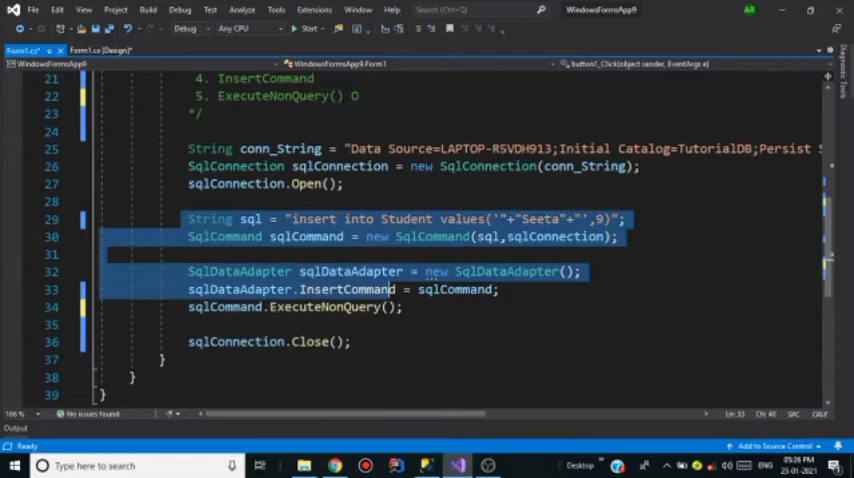 File Edit View Git Project Build Debug Test Analyze Tools Extensions Window Help Search (Ctrl+Q) WindowsFormsApp9 AR
Debug Any CPU Start
Form1.cs* Form1.cs [Design]*
WindowsFormsApp9 WindowsFormsApp9.Form1 button1_Click(object sender, EventArgs e)
Diagnostic Tools
21 4. InsertCommand
22 5. ExecuteNonQuery() O
23 */
24
25 String conn_String = "Data Source=LAPTOP-R5VDH913;Initial Catalog=TutorialDB;Persist S
26 SqlConnection sqlConnection = new SqlConnection(conn_String);
27 sqlConnection.Open();
28
29 String sql = "insert into Student values('"+"Seeta"+"',9)";
30 SqlCommand sqlCommand = new SqlCommand(sql,sqlConnection);
31
32 SqlDataAdapter sqlDataAdapter = new SqlDataAdapter();
33 sqlDataAdapter.InsertCommand = sqlCommand;
34 sqlCommand.ExecuteNonQuery();
35
36 sqlConnection.Close();
37 }
38 }
39 }
166 % No issues found Ln: 33 Ch: 40 SPC CRLF
Output
Ready Add to Source Control
Type here to search Desktop ENG 05:26 PM
23-01-2021